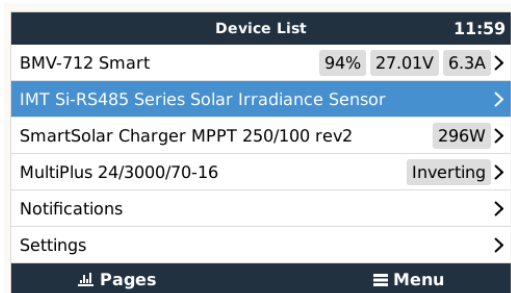 Device List 11:59
BMV-712 Smart 94% 27.01V 6.3A
IMT Si-RS485 Series Solar Irradiance Sensor
SmartSolar Charger MPPT 250/100 rev2 296W
MultiPlus 24/3000/70-16 Inverting
Notifications
Settings
Pages Menu